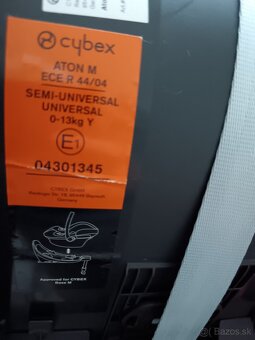 cybex
ATON M
ECE R 44/04
SEMI-UNIVERSAL
UNIVERSAL
0-13kg Y
E1
04301345
CYBEX GmbH
Germany
Approved for CYBEX
Base M
bazos.sk